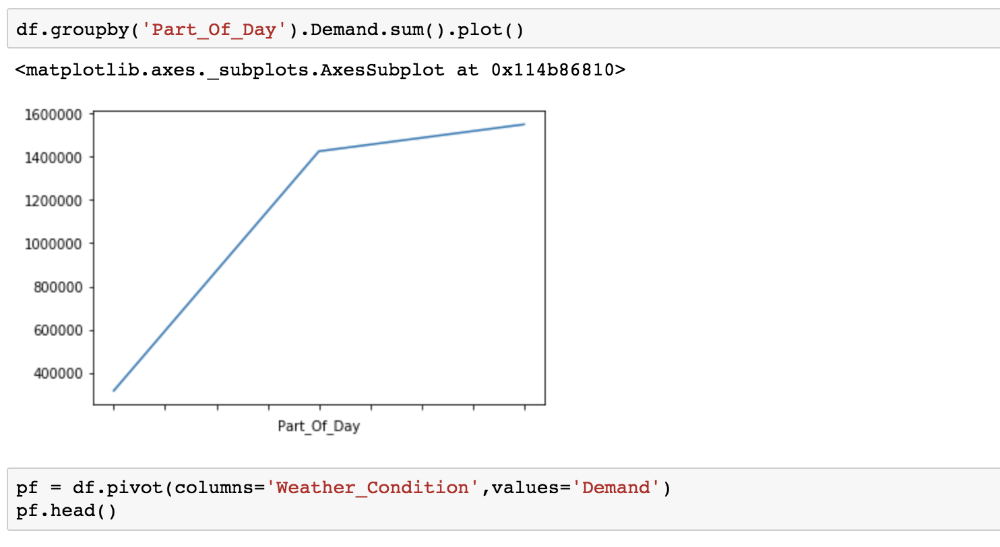 df.groupby('Part_Of_Day').Demand.sum().plot()
<matplotlib.axes._subplots.AxesSubplot at 0x114b86810>
1600000
1400000
1200000
1000000
800000
600000
400000
Part_Of_Day
pf = df.pivot(columns='Weather_Condition',values='Demand')
pf.head()